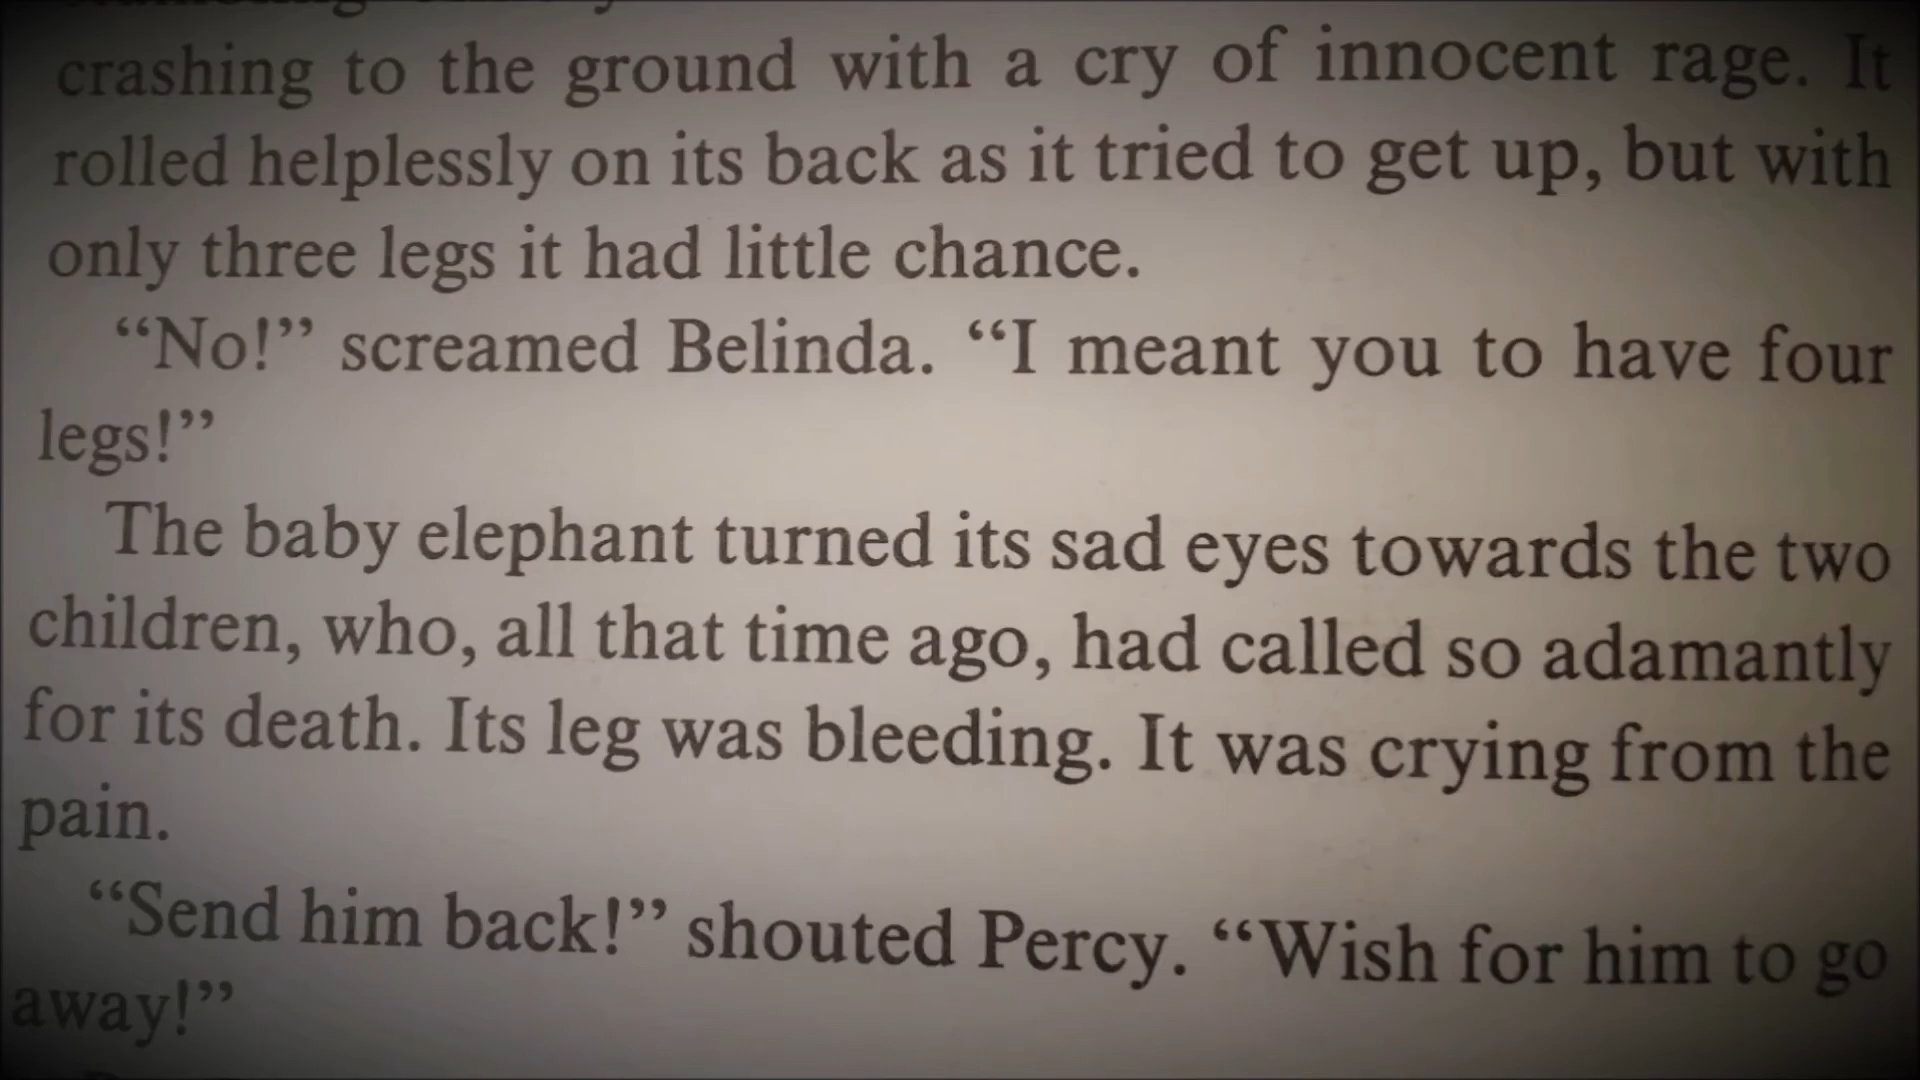 crashing to the ground with a cry of innocent rage. It
rolled helplessly on its back as it tried to get up, but with
only three legs it had little chance.
“No!” screamed Belinda. “I meant you to have four
legs!”
The baby elephant turned its sad eyes towards the two
children, who, all that time ago, had called so adamantly
for its death. Its leg was bleeding. It was crying from the
pain.
“Send him back!” shouted Percy. “Wish for him to go
away!”